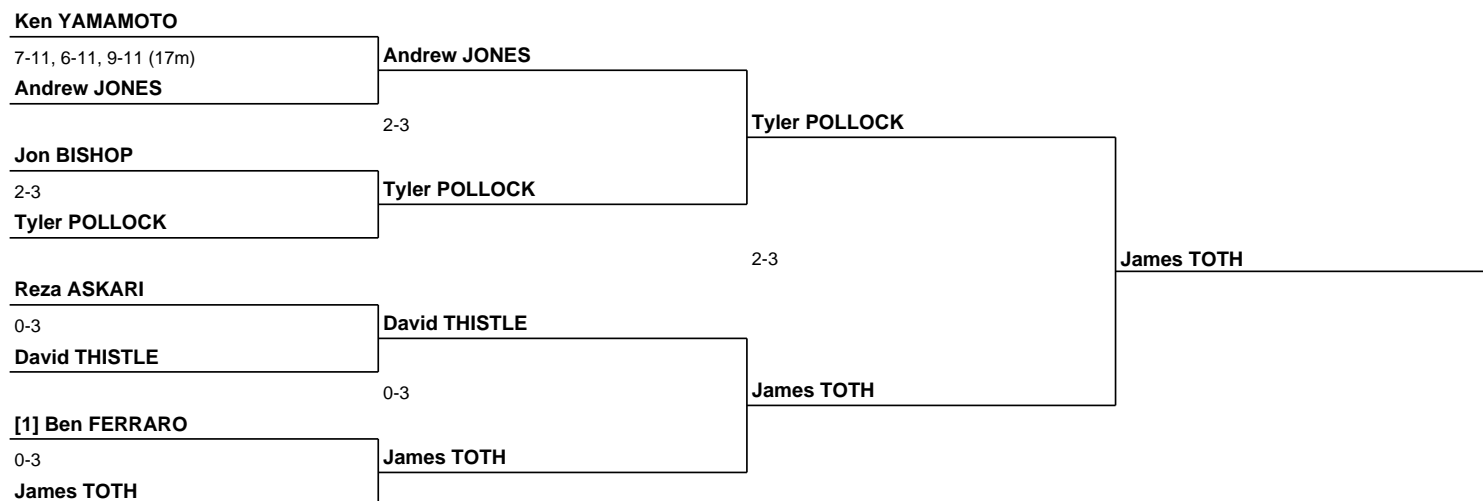 Ken YAMAMOTO
7-11, 6-11, 9-11 (17m)
Andrew JONES
Andrew JONES
2-3
Tyler POLLOCK
Jon BISHOP
2-3
Tyler POLLOCK
Tyler POLLOCK
2-3
James TOTH
Reza ASKARI
0-3
David THISTLE
David THISTLE
0-3
James TOTH
[1] Ben FERRARO
0-3
James TOTH
James TOTH